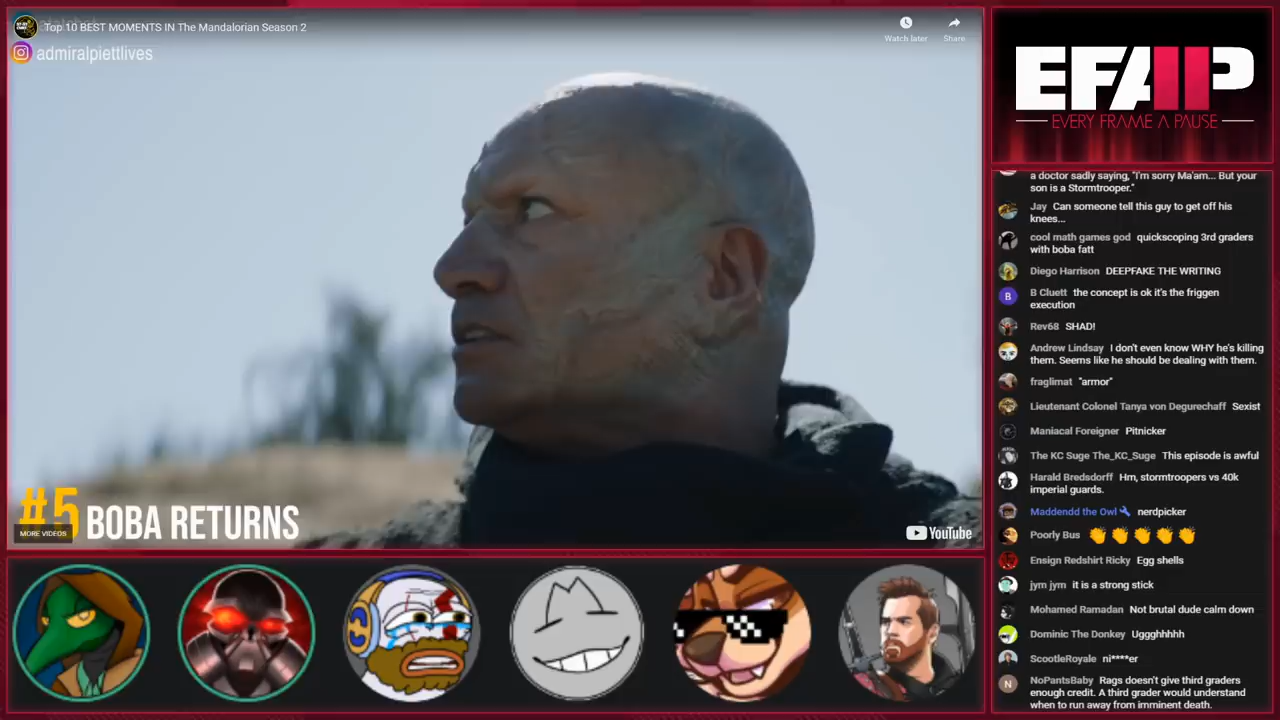 Top 10 BEST MOMENTS IN The Mandalorian Season 2
admiralpiettlives
Watch later
Share
#5 BOBA RETURNS
MORE VIDEOS
YouTube
EFAP
EVERY FRAME A PAUSE
a doctor sadly saying, "I'm sorry Ma'am... But your
son is a Stormtrooper."
Jay Can someone tell this guy to get off his
knees...
cool math games god quickscoping 3rd graders
with boba fatt
Diego Harrison DEEPFAKE THE WRITING
B Cluett the concept is ok it's the friggen
execution
Rev68 SHAD!
Andrew Lindsay I don't even know WHY he's killing
them. Seems like he should be dealing with them.
fraglimat "armor"
Lieutenant Colonel Tanya von Degurechaff Sexist
Maniacal Foreigner Pitnicker
The KC Suge The_KC_Suge This episode is awful
Harald Bredsdorff Hm, stormtroopers vs 40k
imperial guards.
Maddendd the Owl nerdpicker
Poorly Bus 👏 👏 👏 👏 👏
Ensign Redshirt Ricky Egg shells
jym jym it is a strong stick
Mohamed Ramadan Not brutal dude calm down
Dominic The Donkey Uggghhhhh
ScootleRoyale ni****er
NoPantsBaby Rags doesn't give third graders
enough credit. A third grader would understand
when to run away from imminent death.
B
N